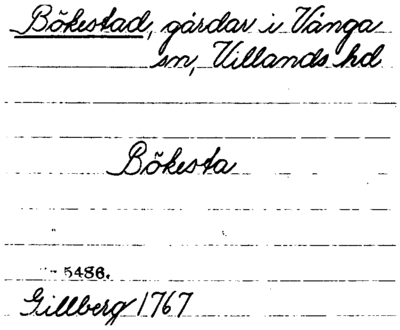 Bökestad, gårdar i Vånga
sn, Villands hd
Bökesta
5486.
Gillberg 1767